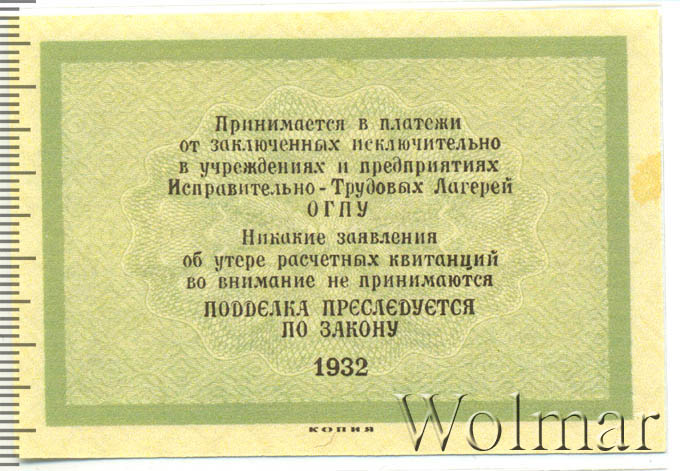 Принимается в платежи
от заключенных исключительно
в учреждениях и предприятиях
Исправительно-Трудовых Лагерей
ОГПУ
Никакие заявления
об утере расчетных квитанций
во внимание не принимаются
ПОДДЕЛКА ПРЕСЛЕДУЕТСЯ
ПО ЗАКОНУ
1932
КОПИЯ
Wolmar